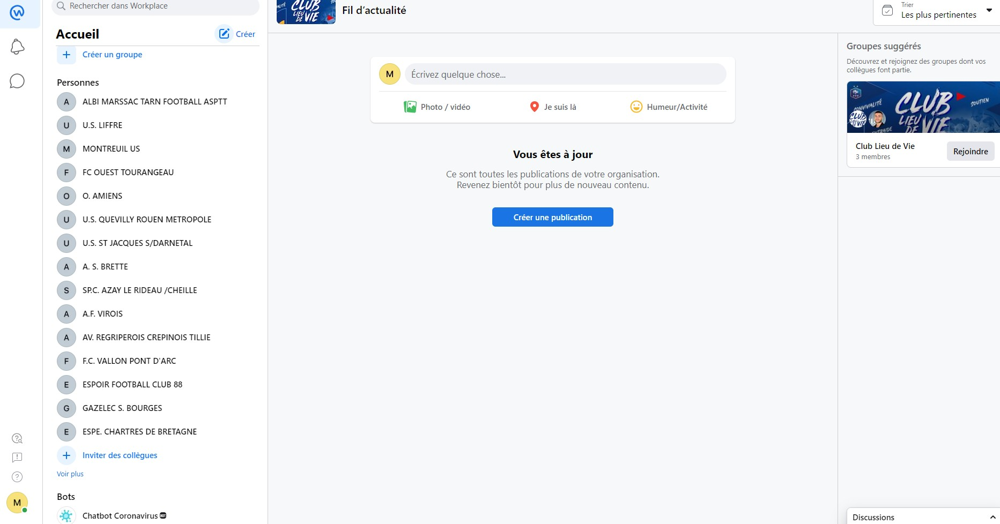 Rechercher dans Workplace
Accueil
Créer
Créer un groupe
Personnes
A ALBI MARSSAC TARN FOOTBALL ASPTT
U U.S. LIFFRE
M MONTREUIL US
F FC OUEST TOURANGEAU
O O. AMIENS
U U.S. QUEVILLY ROUEN METROPOLE
U U.S. ST JACQUES S/DARNETAL
A A. S. BRETTE
S SP.C. AZAY LE RIDEAU /CHEILLE
A A.F. VIROIS
A AV. REGRIPEROIS CREPINOIS TILLIE
F F.C. VALLON PONT D'ARC
E ESPOIR FOOTBALL CLUB 88
G GAZELEC S. BOURGES
E ESPE. CHARTRES DE BRETAGNE
Inviter des collègues
Voir plus
Bots
Chatbot Coronavirus BOT
M
CLUB
LIEU
DE VIE
Fil d’actualité
Trier
Les plus pertinentes
M Écrivez quelque chose...
Photo / vidéo
Je suis là
Humeur/Activité
Vous êtes à jour
Ce sont toutes les publications de votre organisation.
Revenez bientôt pour plus de nouveau contenu.
Créer une publication
Groupes suggérés
Découvrez et rejoignez des groupes dont vos
collègues font partie.
FFF
CONVIVIALITÉ
CLUB
LIEU
DE VIE
SOUTIEN
ENTRAIDE
CLUB
LIEU
VIE
Club Lieu de Vie
3 membres
Rejoindre
Discussions